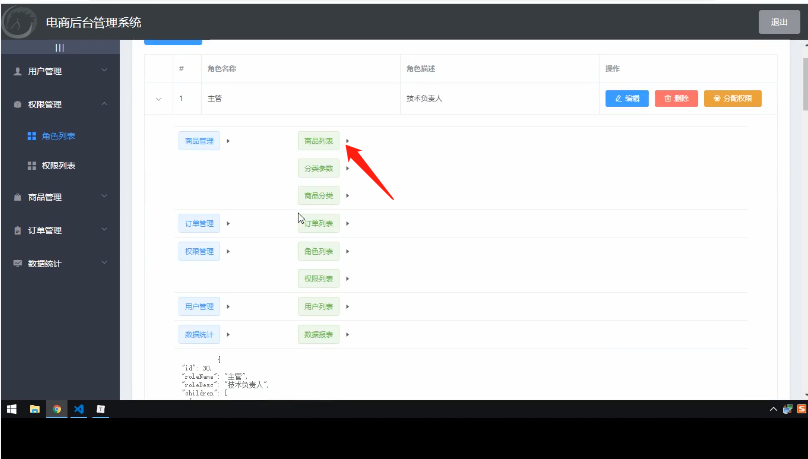 电商后台管理系统
退出
|||
用户管理
权限管理
角色列表
权限列表
商品管理
订单管理
数据统计
# 角色名称 角色描述 操作
1 主管 技术负责人 编辑 删除 分配权限
商品管理 商品列表
分类参数
商品分类
订单管理 订单列表
权限管理 角色列表
权限列表
用户管理 用户列表
数据统计 数据报表
{
"id": 30,
"roleName": "主管",
"roleDesc": "技术负责人",
"children": [